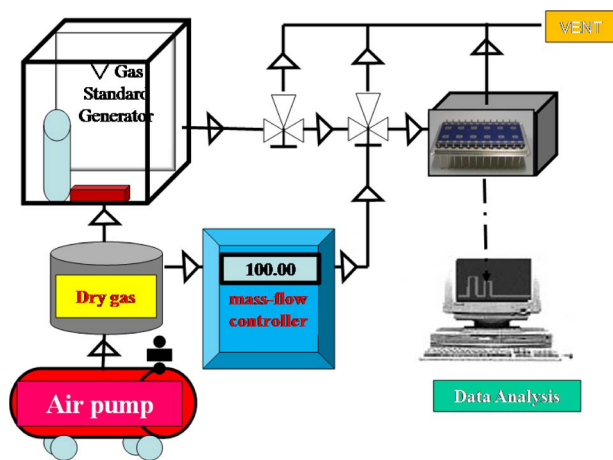 VENT
Gas
Standard
Generator
100.00
mass-flow
controller
Dry gas
Air pump
Data Analysis